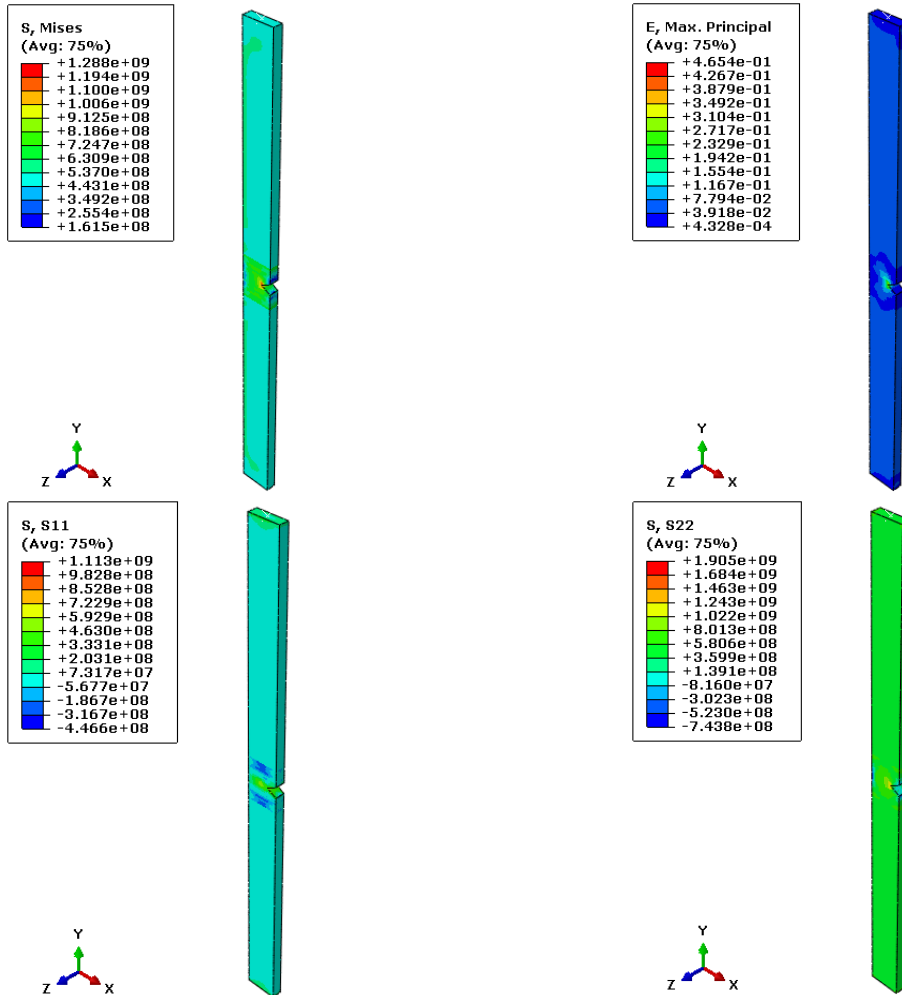 S, Mises
(Avg: 75%)
+1.288e+09
+1.194e+09
+1.100e+09
+1.006e+09
+9.125e+08
+8.186e+08
+7.247e+08
+6.309e+08
+5.370e+08
+4.431e+08
+3.492e+08
+2.554e+08
+1.615e+08
Y
Z
X
E, Max. Principal
(Avg: 75%)
+4.654e-01
+4.267e-01
+3.879e-01
+3.492e-01
+3.104e-01
+2.717e-01
+2.329e-01
+1.942e-01
+1.554e-01
+1.167e-01
+7.794e-02
+3.918e-02
+4.328e-04
Y
Z
X
S, S11
(Avg: 75%)
+1.113e+09
+9.828e+08
+8.528e+08
+7.229e+08
+5.929e+08
+4.630e+08
+3.331e+08
+2.031e+08
+7.317e+07
-5.677e+07
-1.867e+08
-3.167e+08
-4.466e+08
Y
Z
X
S, S22
(Avg: 75%)
+1.905e+09
+1.684e+09
+1.463e+09
+1.243e+09
+1.022e+09
+8.013e+08
+5.806e+08
+3.599e+08
+1.391e+08
-8.160e+07
-3.023e+08
-5.230e+08
-7.438e+08
Y
Z
X